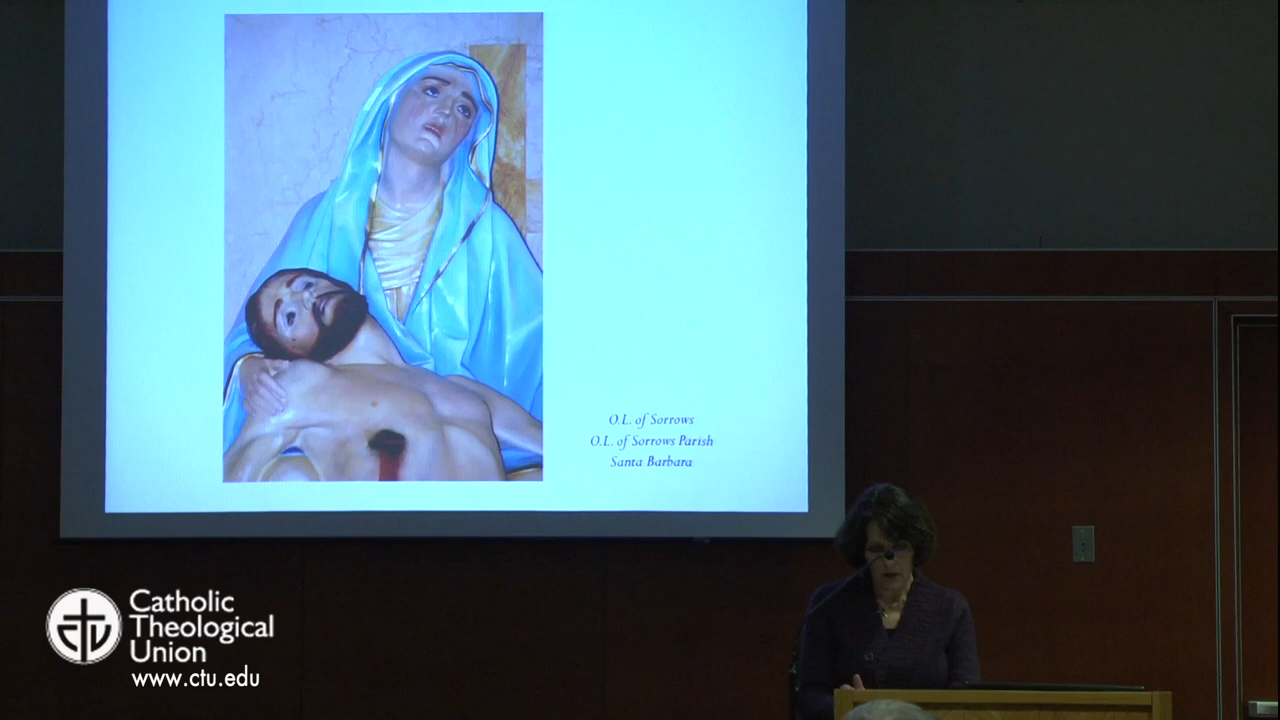 O.L. of Sorrows
O.L. of Sorrows Parish
Santa Barbara
Catholic
Theological
Union
www.ctu.edu